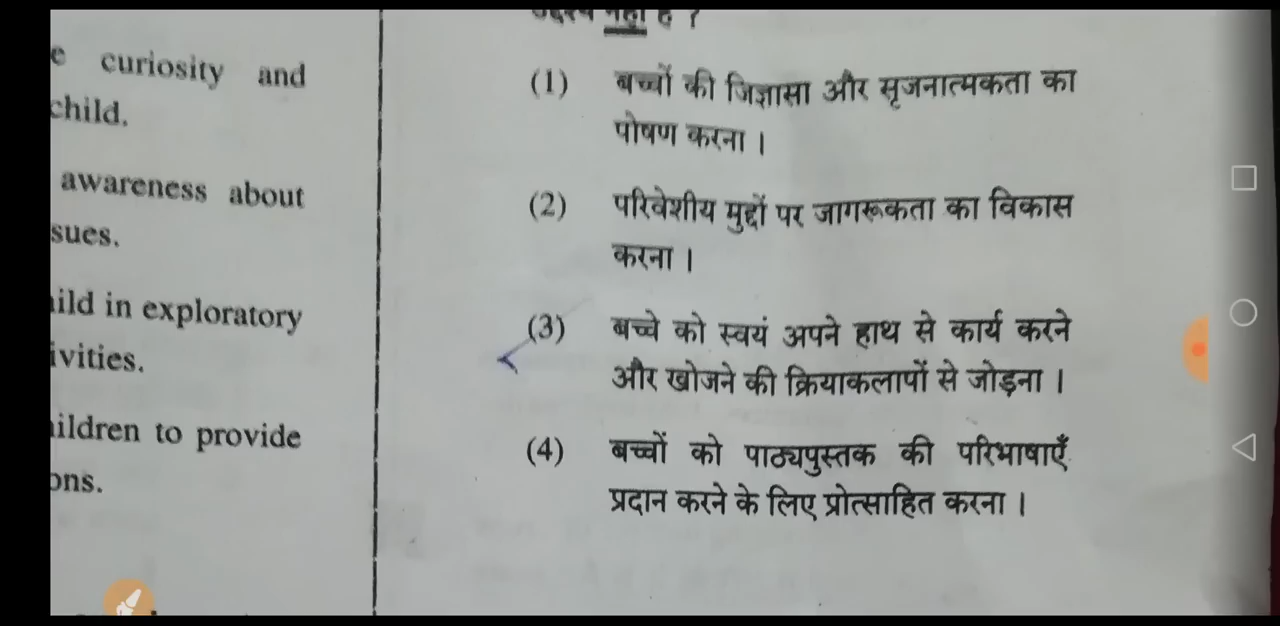 e curiosity and
child.
awareness about
sues.
ild in exploratory
ivities.
ildren to provide
ons.
उद्देश्य नहीं है ?
(1) बच्चों की जिज्ञासा और सृजनात्मकता का
पोषण करना ।
(2) परिवेशीय मुद्दों पर जागरूकता का विकास
करना ।
(3) बच्चे को स्वयं अपने हाथ से कार्य करने
और खोजने की क्रियाकलापों से जोड़ना ।
(4) बच्चों को पाठ्यपुस्तक की परिभाषाएँ
प्रदान करने के लिए प्रोत्साहित करना ।